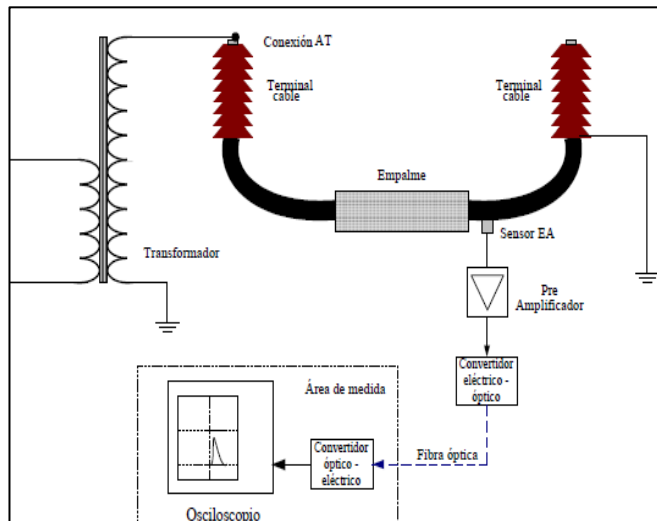 Conexión AT
Terminal
cable
Terminal
cable
Empalme
Sensor EA
Transformador
Pre
Amplificador
Convertidor
eléctrico -
óptico
Área de medida
Fibra óptica
Convertidor
óptico -
eléctrico
Osciloscopio